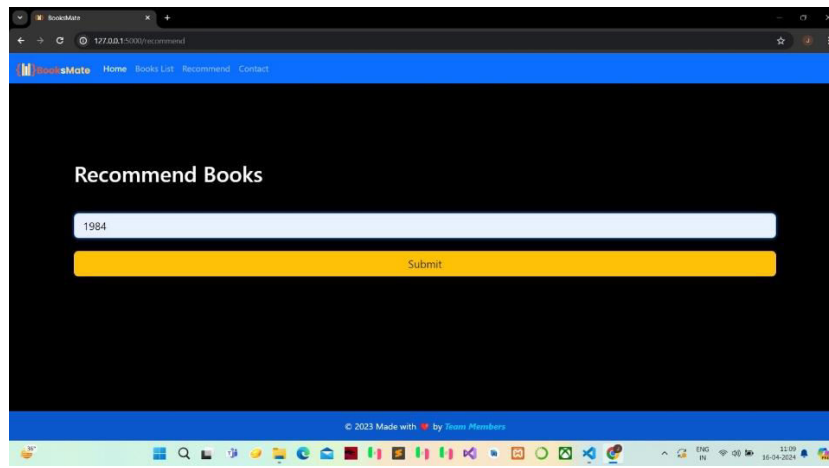 BooksMate
127.0.0.1:5000/recommend
BooksMate Home Books List Recommend Contact
Recommend Books
1984
Submit
© 2023 Made with ❤ by Team Members
36°
ENG
IN
11:09
16-04-2024